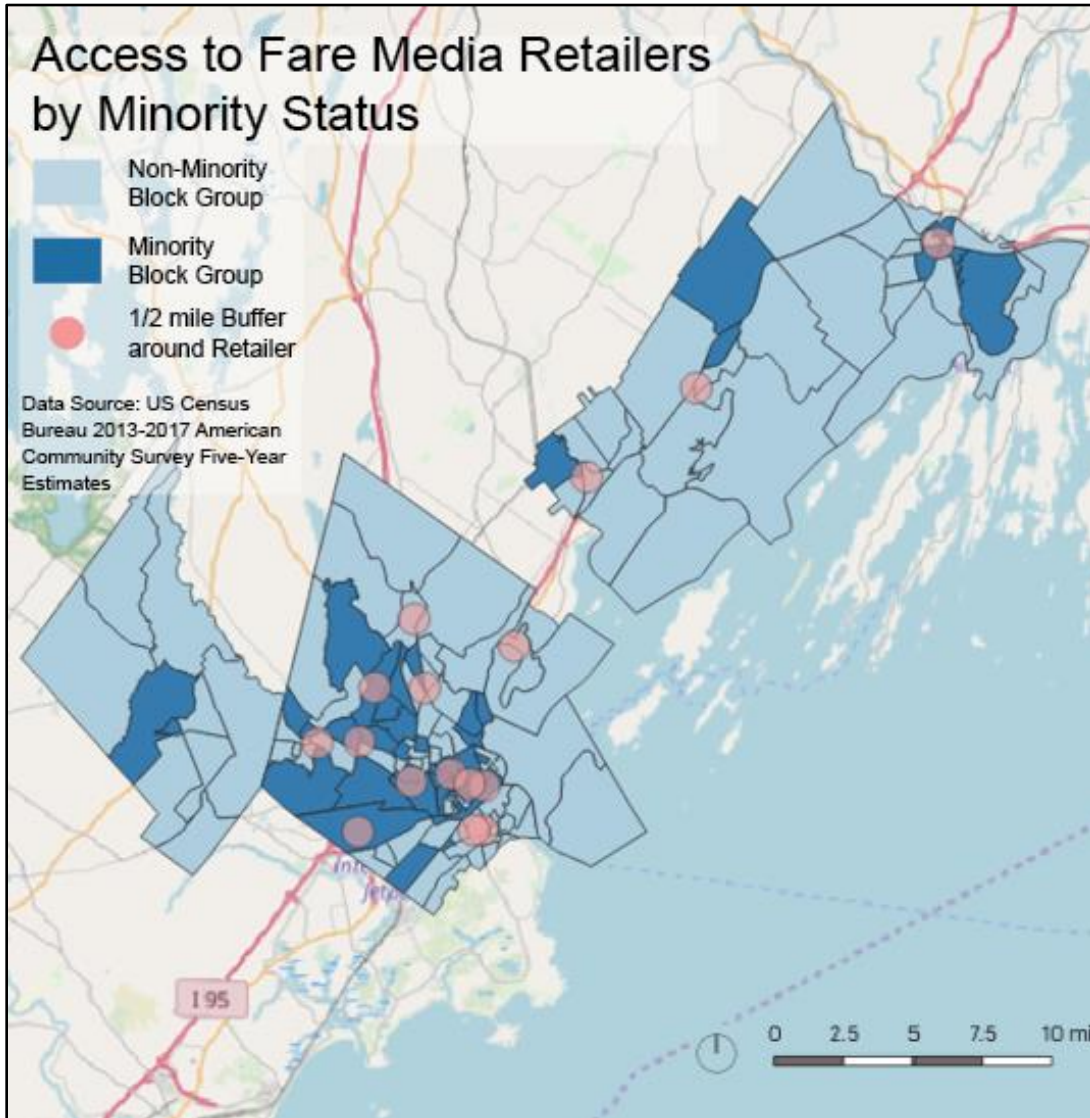 Access to Fare Media Retailers
by Minority Status
Non-Minority
Block Group
Minority
Block Group
1/2 mile Buffer
around Retailer
Data Source: US Census
Bureau 2013-2017 American
Community Survey Five-Year
Estimates
I 95
0 2.5 5 7.5 10 mi